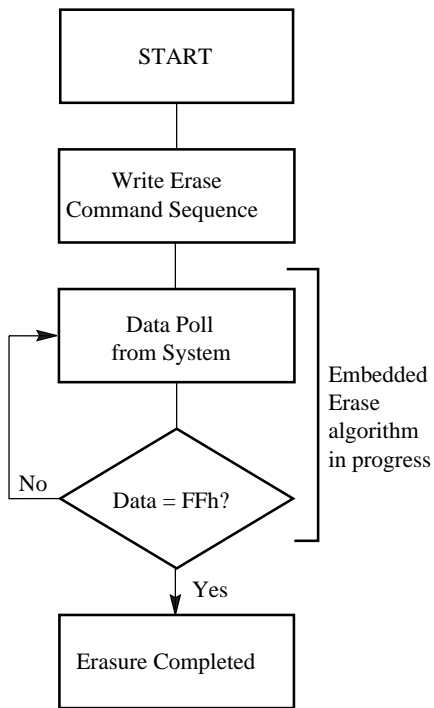 START
Write Erase
Command Sequence
Data Poll
from System
Embedded
Erase
algorithm
in progress
No
Data = FFh?
Yes
Erasure Completed